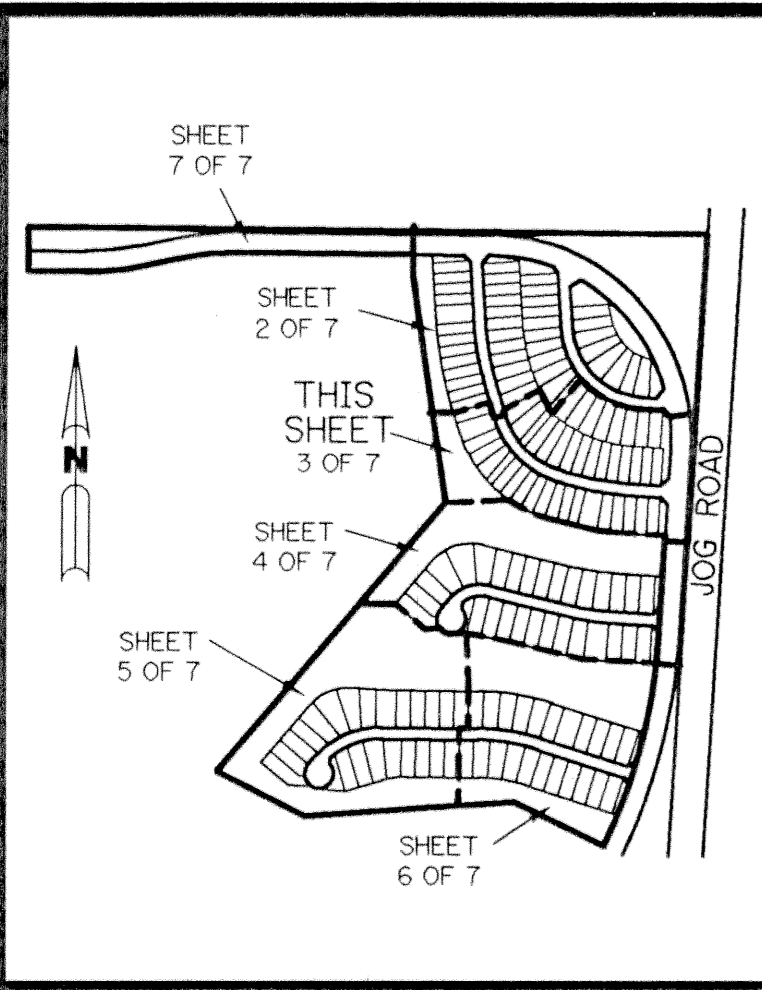 SHEET
7 OF 7
SHEET
2 OF 7
THIS
SHEET
3 OF 7
N
JOG ROAD
SHEET
4 OF 7
SHEET
5 OF 7
SHEET
6 OF 7